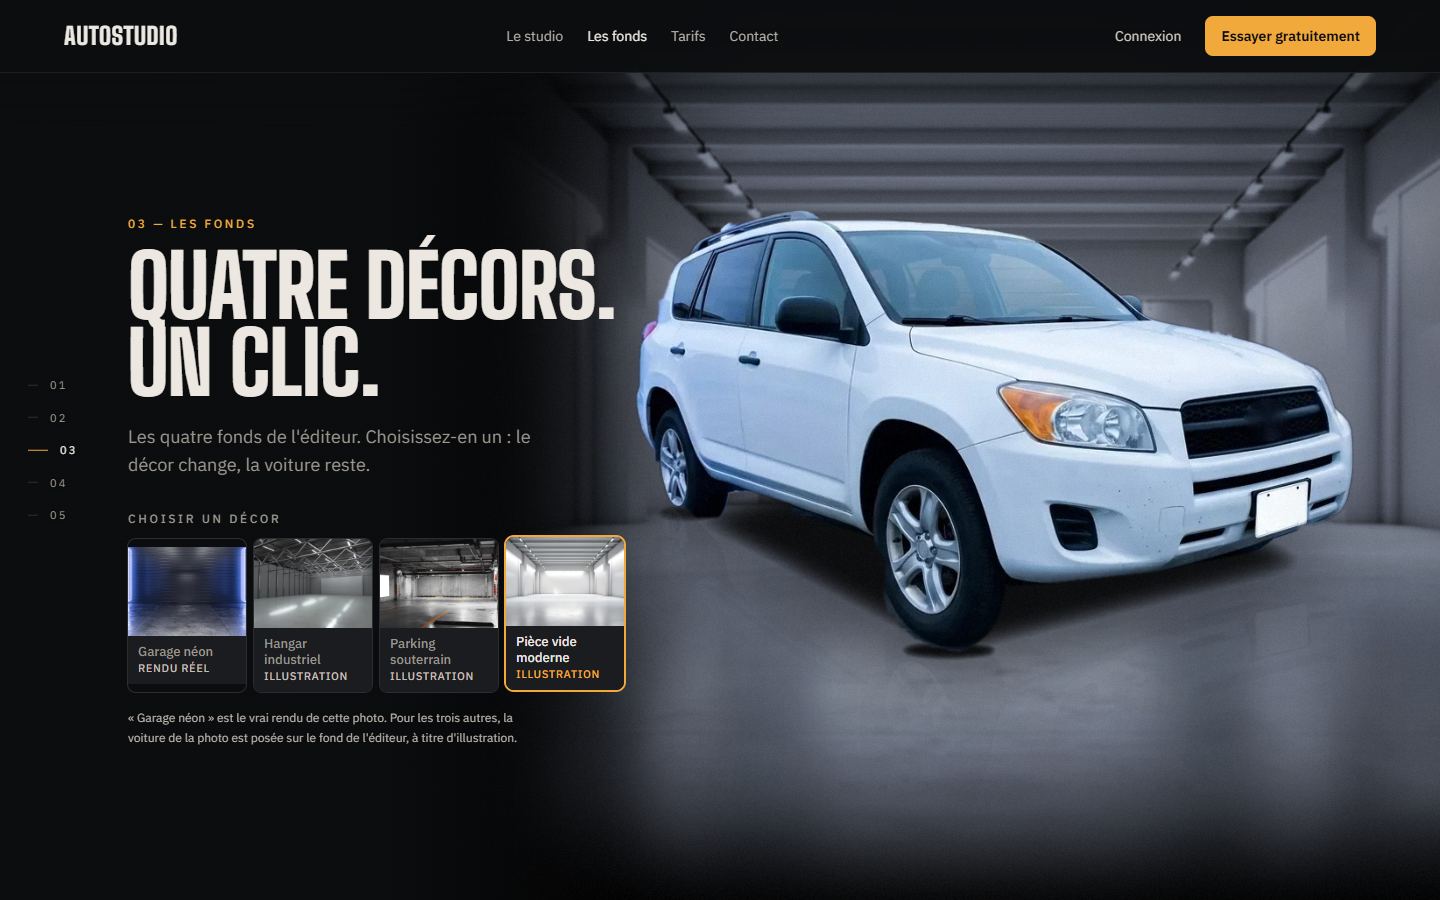 AUTOSTUDIO
Le studio
Les fonds
Tarifs
Contact
Connexion
Essayer gratuitement
01
02
03
04
05
03 — LES FONDS
QUATRE DÉCORS.
UN CLIC.
Les quatre fonds de l'éditeur. Choisissez-en un : le
décor change, la voiture reste.
CHOISIR UN DÉCOR
Garage néon
RENDU RÉEL
Hangar
industriel
ILLUSTRATION
Parking
souterrain
ILLUSTRATION
Pièce vide
moderne
ILLUSTRATION
« Garage néon » est le vrai rendu de cette photo. Pour les trois autres, la
voiture de la photo est posée sur le fond de l'éditeur, à titre d'illustration.